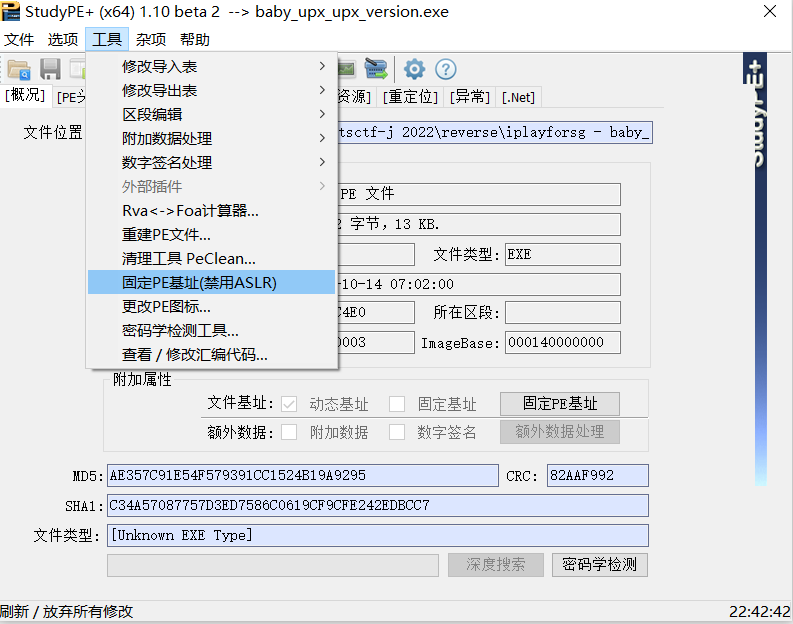 StudyPE+ (x64) 1.10 beta 2 --> baby_upx_upx_version.exe
文件 选项 工具 杂项 帮助
修改导入表
修改导出表
区段编辑
附加数据处理
数字签名处理
外部插件
Rva<->Foa计算器...
重建PE文件...
清理工具 PeClean...
固定PE基址(禁用ASLR)
更改PE图标...
密码学检测工具...
查看 / 修改汇编代码...
[概况] [PE头 资源] [重定位] [异常] [.Net]
StudyPE+
文件位置 tsctf-j 2022\reverse\iplayforsg - baby_
PE 文件
2 字节，13 KB.
文件类型: EXE
-10-14 07:02:00
C4E0 所在区段:
0003 ImageBase: 000140000000
附加属性
文件基址: 动态基址 固定基址 固定PE基址
额外数据: 附加数据 数字签名 额外数据处理
MD5: AE357C91E54F579391CC1524B19A9295 CRC: 82AAF992
SHA1: C34A57087757D3ED7586C0619CF9CFE242EDBCC7
文件类型: [Unknown EXE Type]
深度搜索 密码学检测
刷新 / 放弃所有修改 22:42:42